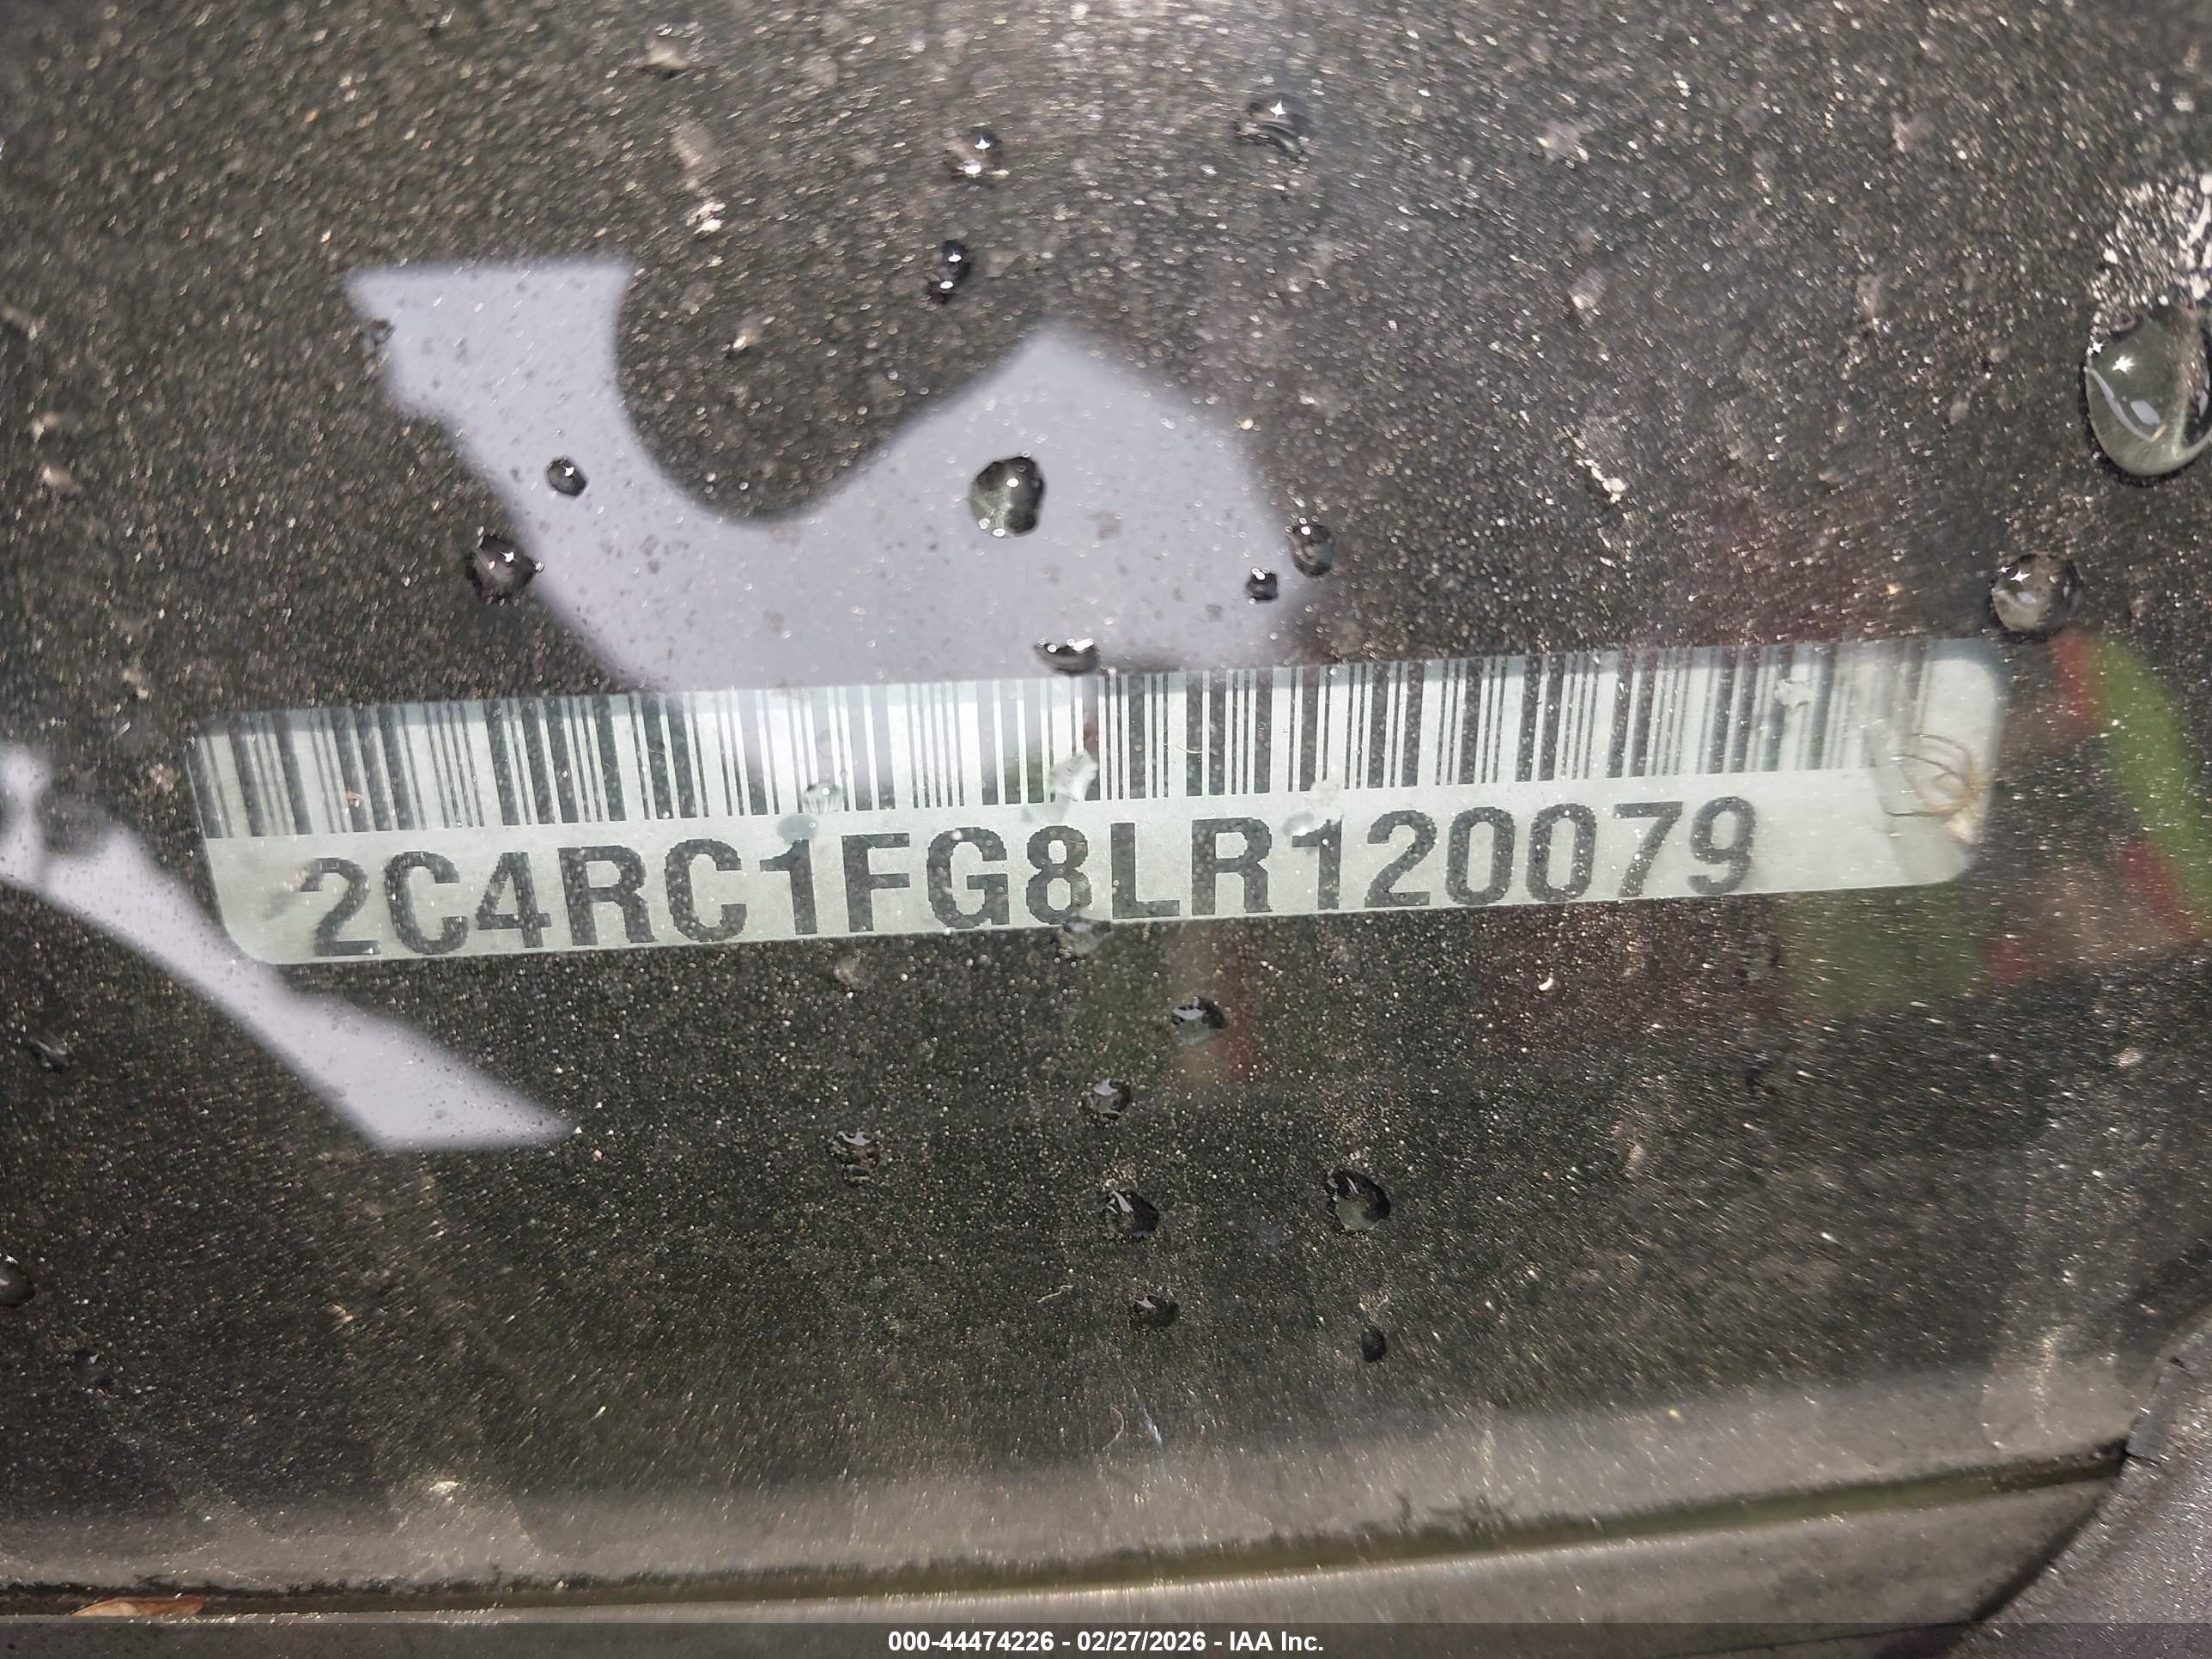 2C4RC1FG8LR120079
000-44474226 - 02/27/2026 - IAA Inc.